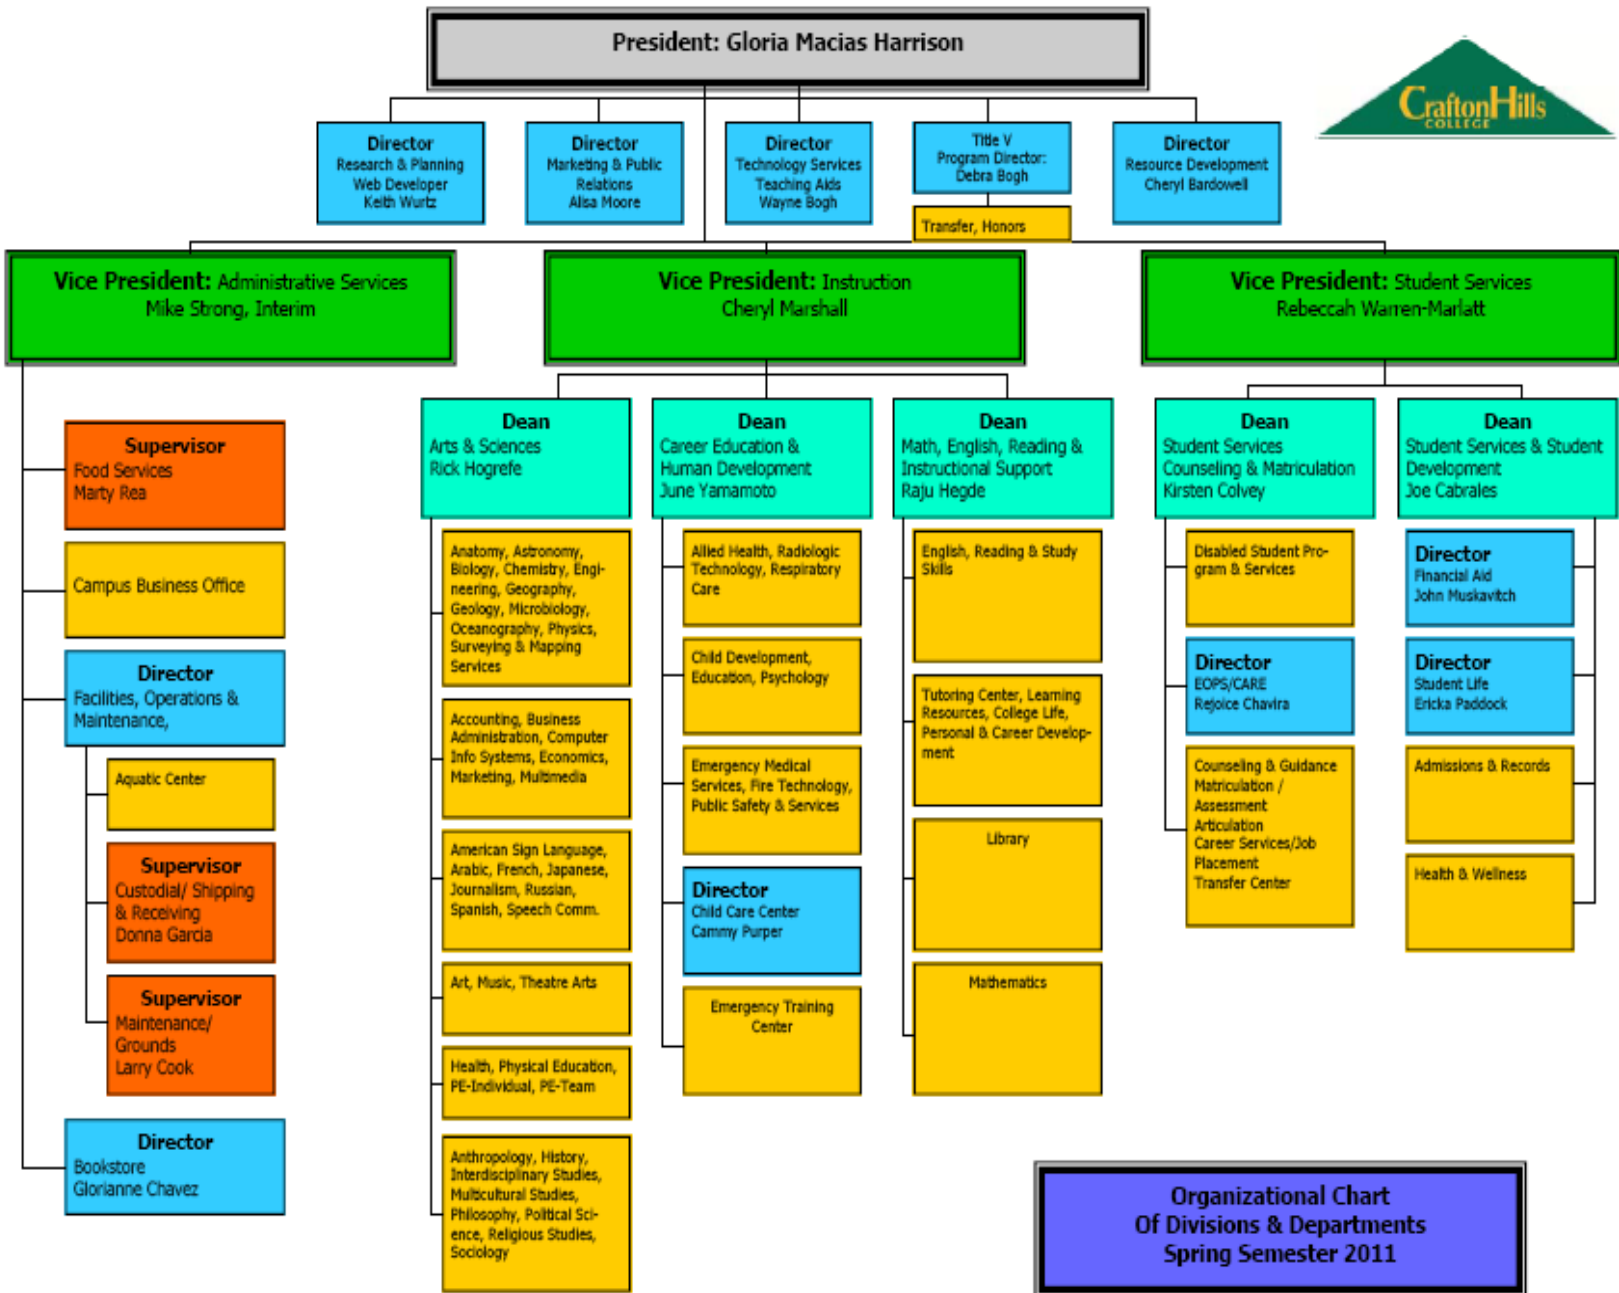 President: Gloria Macias Harrison
CraftonHills
COLLEGE
Director
Research & Planning
Web Developer
Keith Wurtz
Director
Marketing & Public
Relations
Alisa Moore
Director
Technology Services
Teaching Aids
Wayne Bogh
Title V
Program Director:
Debra Bogh
Transfer, Honors
Director
Resource Development
Cheryl Bardowell
Vice President: Administrative Services
Mike Strong, Interim
Vice President: Instruction
Cheryl Marshall
Vice President: Student Services
Rebeccah Warren-Marlatt
Supervisor
Food Services
Marty Rea
Campus Business Office
Director
Facilities, Operations &
Maintenance,
Aquatic Center
Supervisor
Custodial/ Shipping
& Receiving
Donna Garcia
Supervisor
Maintenance/
Grounds
Larry Cook
Director
Bookstore
Glorianne Chavez
Dean
Arts & Sciences
Rick Hogrefe
Anatomy, Astronomy,
Biology, Chemistry, Engi-
neering, Geography,
Geology, Microbiology,
Oceanography, Physics,
Surveying & Mapping
Services
Accounting, Business
Administration, Computer
Info Systems, Economics,
Marketing, Multimedia
American Sign Language,
Arabic, French, Japanese,
Journalism, Russian,
Spanish, Speech Comm.
Art, Music, Theatre Arts
Health, Physical Education,
PE-Individual, PE-Team
Anthropology, History,
Interdisciplinary Studies,
Multicultural Studies,
Philosophy, Political Sci-
ence, Religious Studies,
Sociology
Dean
Career Education &
Human Development
June Yamamoto
Allied Health, Radiologic
Technology, Respiratory
Care
Child Development,
Education, Psychology
Emergency Medical
Services, Fire Technology,
Public Safety & Services
Director
Child Care Center
Cammy Purper
Emergency Training
Center
Dean
Math, English, Reading &
Instructional Support
Raju Hegde
English, Reading & Study
Skills
Tutoring Center, Learning
Resources, College Life,
Personal & Career Develop-
ment
Library
Mathematics
Dean
Student Services
Counseling & Matriculation
Kirsten Colvey
Disabled Student Pro-
gram & Services
Director
EOPS/CARE
Rejoice Chavira
Counseling & Guidance
Matriculation /
Assessment
Articulation
Career Services/Job
Placement
Transfer Center
Dean
Student Services & Student
Development
Joe Cabrales
Director
Financial Aid
John Muskavitch
Director
Student Life
Ericka Paddock
Admissions & Records
Health & Wellness
Organizational Chart
Of Divisions & Departments
Spring Semester 2011